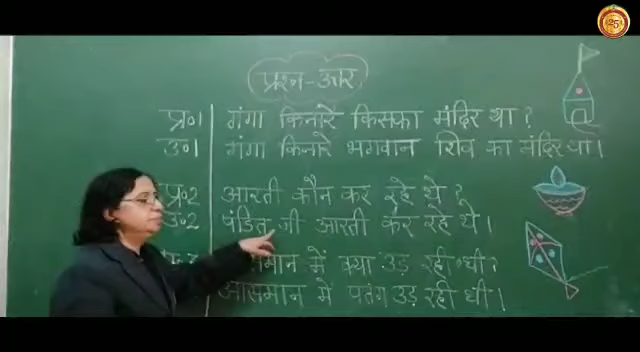 प्रश्न-उत्तर
प्र०1 गंगा किनारे किसका मंदिर था?
उ०1 गंगा किनारे भगवान शिव का मंदिर था।
प्र०2 आरती कौन कर रहे थे?
उ०2 पंडित जी आरती कर रहे थे।
में क्या उड़ रही थी?
आसमान में पतंग उड़ रही थी।
25